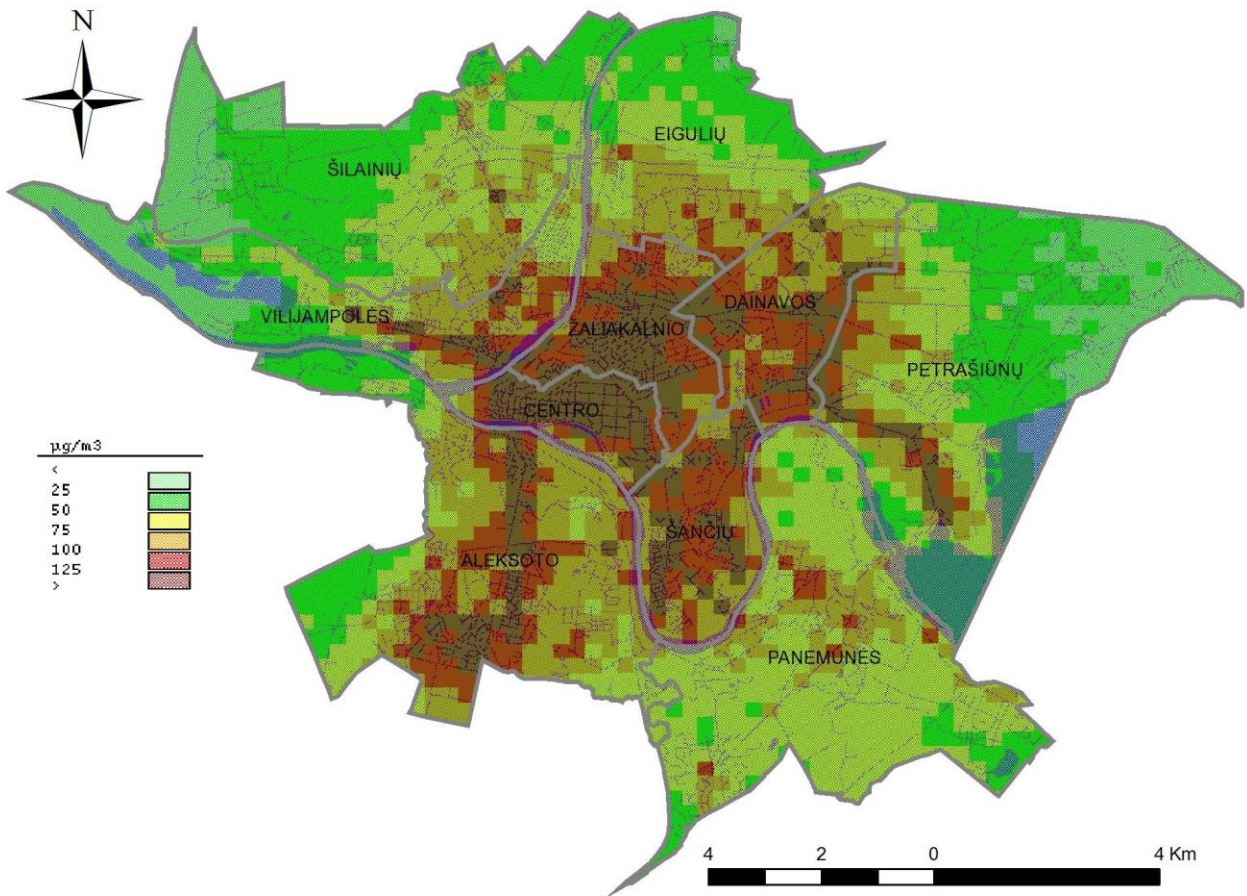 N
EIGULIŲ
ŠILAINIŲ
DAINAVOS
VILIJAMPOLĖS
ŽALIAKALNIO
PETRAŠIŪNŲ
CENTRO
µg/m3
<
25
50
75
100
125
>
ŠANČIŲ
ALEKSOTO
PANEMUNĖS
4 2 0 4 Km